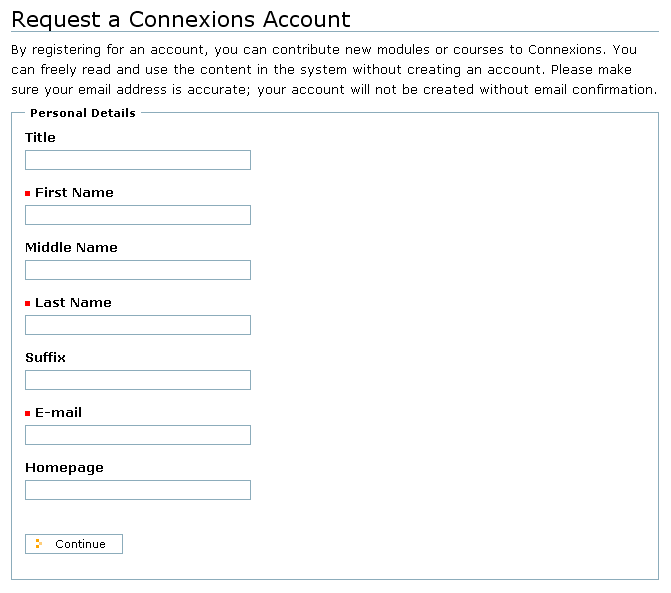 Request a Connexions Account
By registering for an account, you can contribute new modules or courses to Connexions. You
can freely read and use the content in the system without creating an account. Please make
sure your email address is accurate; your account will not be created without email confirmation.
Personal Details
Title
First Name
Middle Name
Last Name
Suffix
E-mail
Homepage
Continue